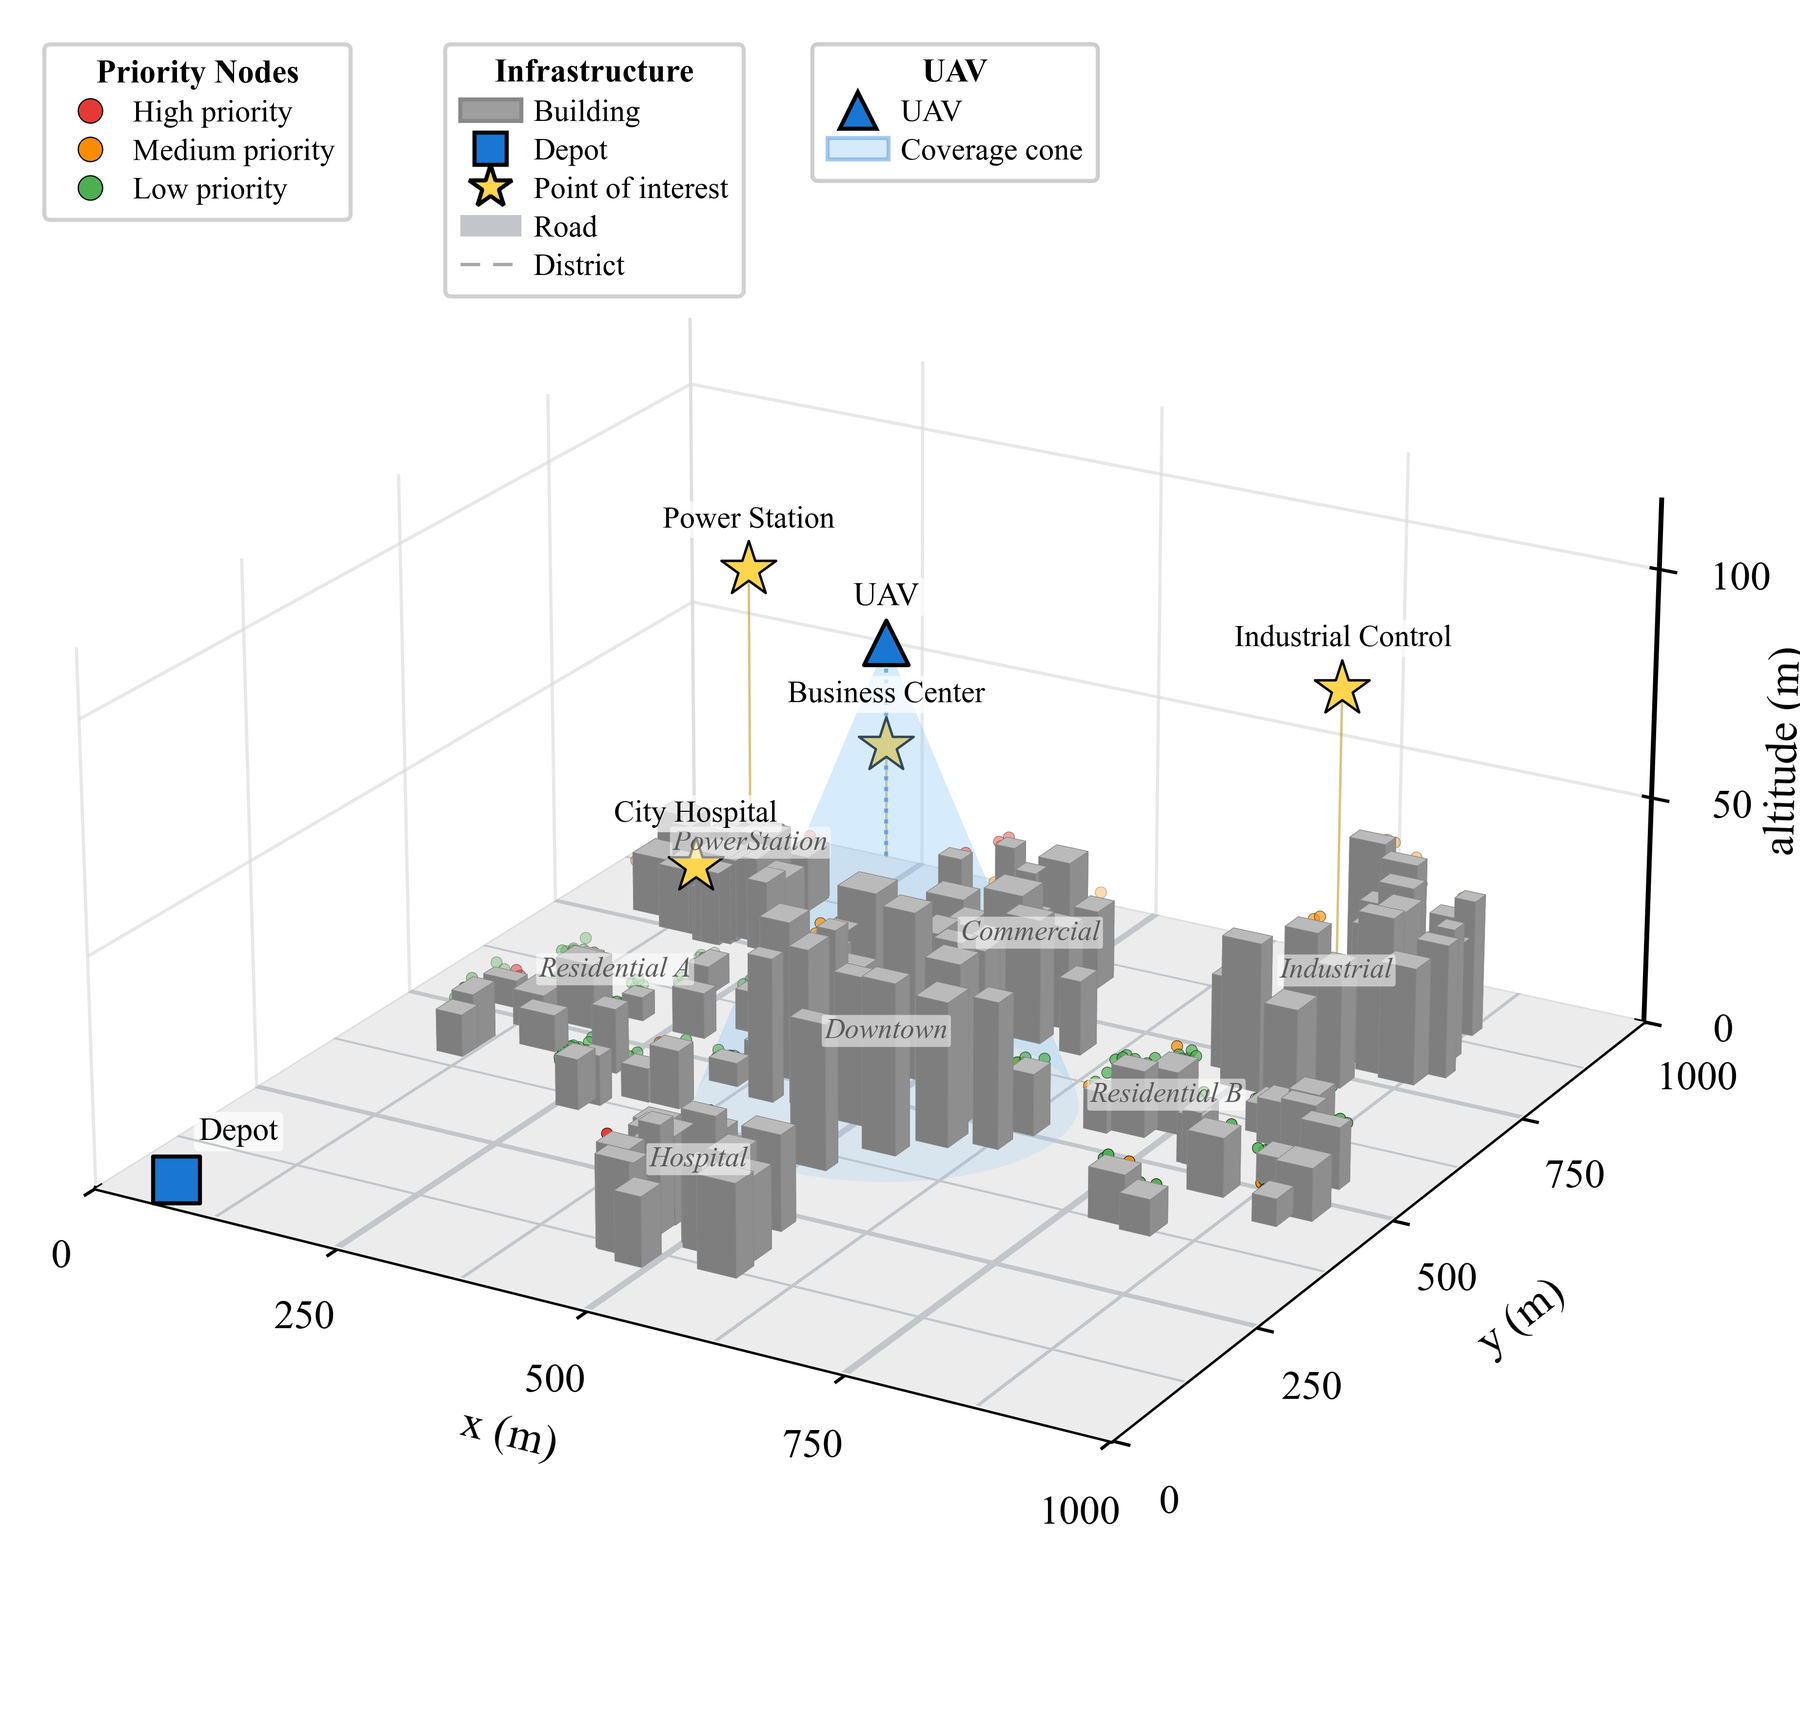 Priority Nodes
High priority
Medium priority
Low priority
Infrastructure
Building
Depot
Point of interest
Road
District
UAV
UAV
Coverage cone
Power Station
UAV
Industrial Control
Business Center
City Hospital
PowerStation
Commercial
Residential A
Industrial
Downtown
Residential B
Hospital
Depot
100
50
0
altitude (m)
0
250
500
750
1000
x (m)
0
250
500
750
1000
y (m)